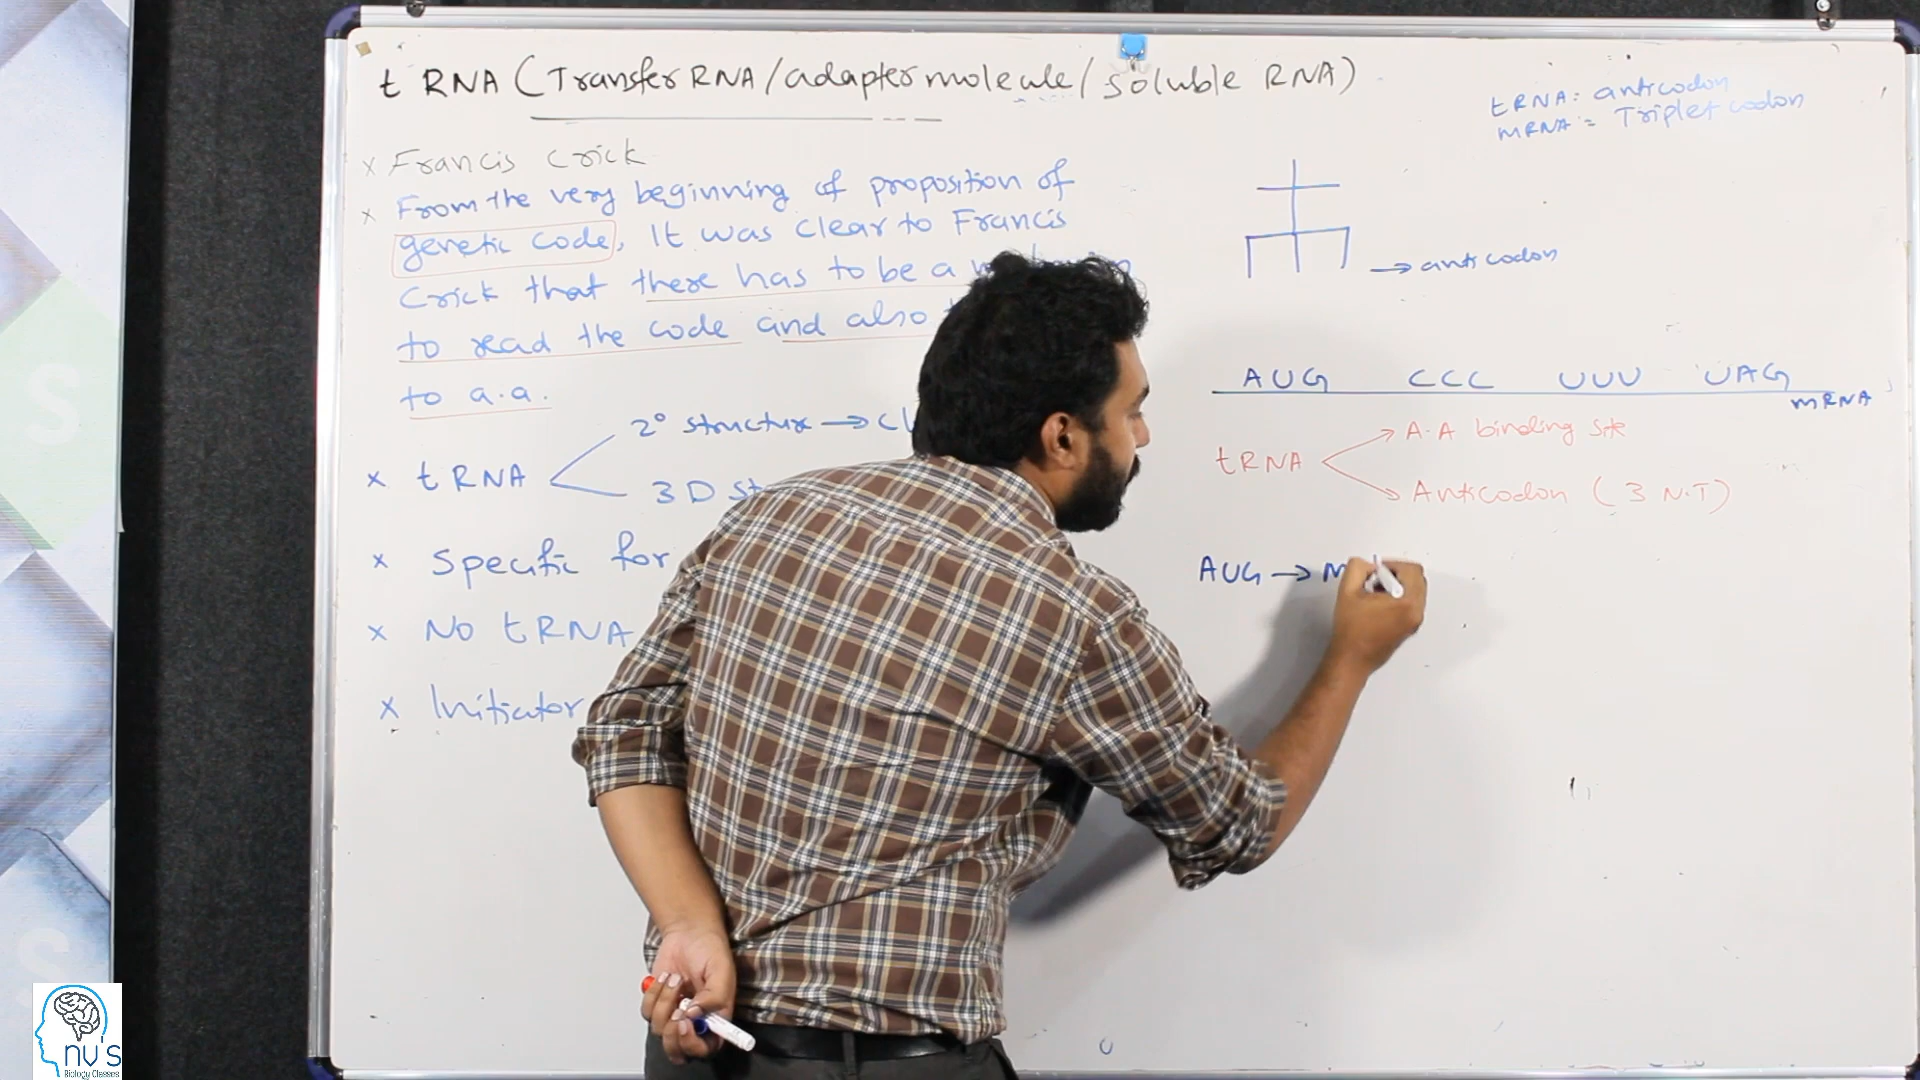 t RNA (Transfer RNA/adapter molecule/soluble RNA)
x Francis Crick
x From the very beginning of proposition of
genetic code, It was clear to Francis
Crick that there has to be a
to read the code and also
to a.a.
x tRNA
2° structure →
3D
x Specific for
x No tRNA
x Initiator
tRNA: anticodon
mRNA = Triplet codon
→ anticodon
AUG CCC UUU UAG
mRNA
tRNA
→ A.A binding site
→ Anticodon (3 N.T)
AUG → M
nv's
Biology Classes